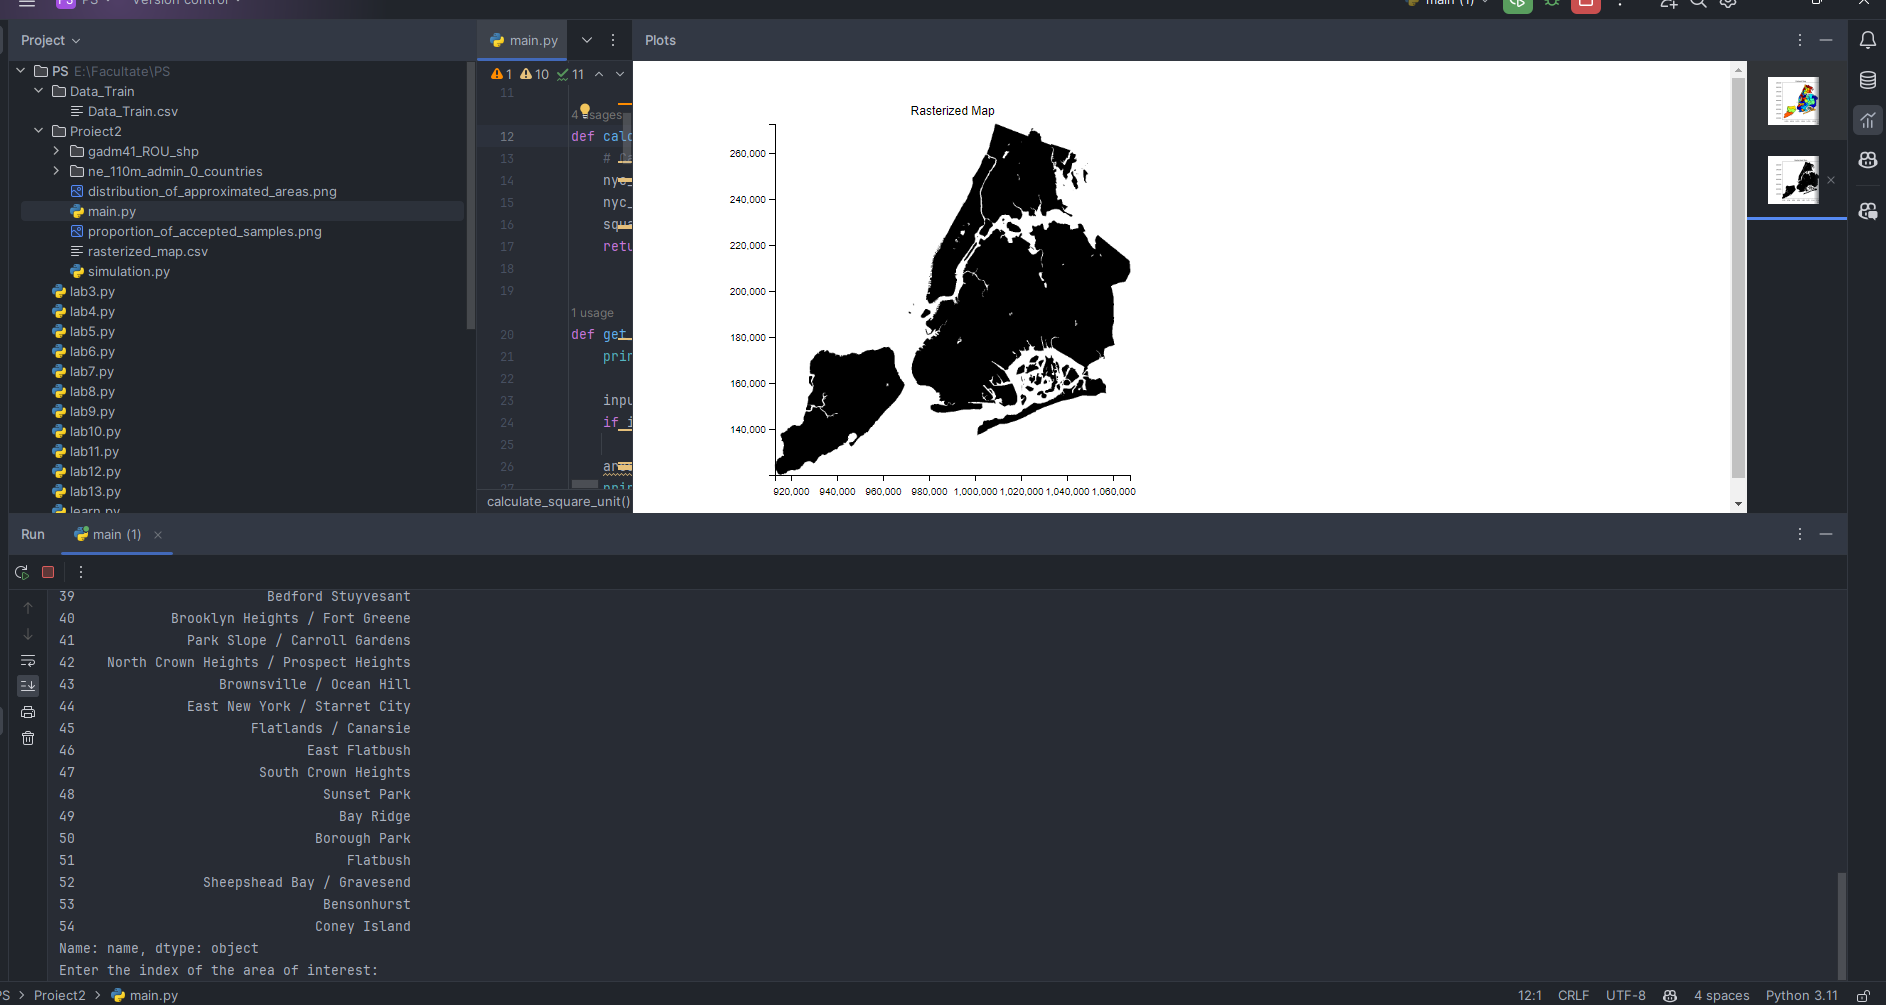 PS PS Version control main (1)
Project
main.py
Plots
PS E:\Facultate\PS
Data_Train
Data_Train.csv
Proiect2
gadm41_ROU_shp
ne_110m_admin_0_countries
distribution_of_approximated_areas.png
main.py
proportion_of_accepted_samples.png
rasterized_map.csv
simulation.py
lab3.py
lab4.py
lab5.py
lab6.py
lab7.py
lab8.py
lab9.py
lab10.py
lab11.py
lab12.py
lab13.py
learn.py
1 10 11
11
4 usages
12 def calc
13 #
14 nyc_
15 nyc_
16 squa
17 retu
18
19
1 usage
20 def get_
21 prin
22
23 inpu
24 if i
25
26 ar
27 prin
calculate_square_unit()
Rasterized Map
260,000
240,000
220,000
200,000
180,000
160,000
140,000
920,000 940,000 960,000 980,000 1,000,000 1,020,000 1,040,000 1,060,000
Run main (1)
39 Bedford Stuyvesant
40 Brooklyn Heights / Fort Greene
41 Park Slope / Carroll Gardens
42 North Crown Heights / Prospect Heights
43 Brownsville / Ocean Hill
44 East New York / Starret City
45 Flatlands / Canarsie
46 East Flatbush
47 South Crown Heights
48 Sunset Park
49 Bay Ridge
50 Borough Park
51 Flatbush
52 Sheepshead Bay / Gravesend
53 Bensonhurst
54 Coney Island
Name: name, dtype: object
Enter the index of the area of interest:
PS > Proiect2 > main.py
12:1 CRLF UTF-8 4 spaces Python 3.11